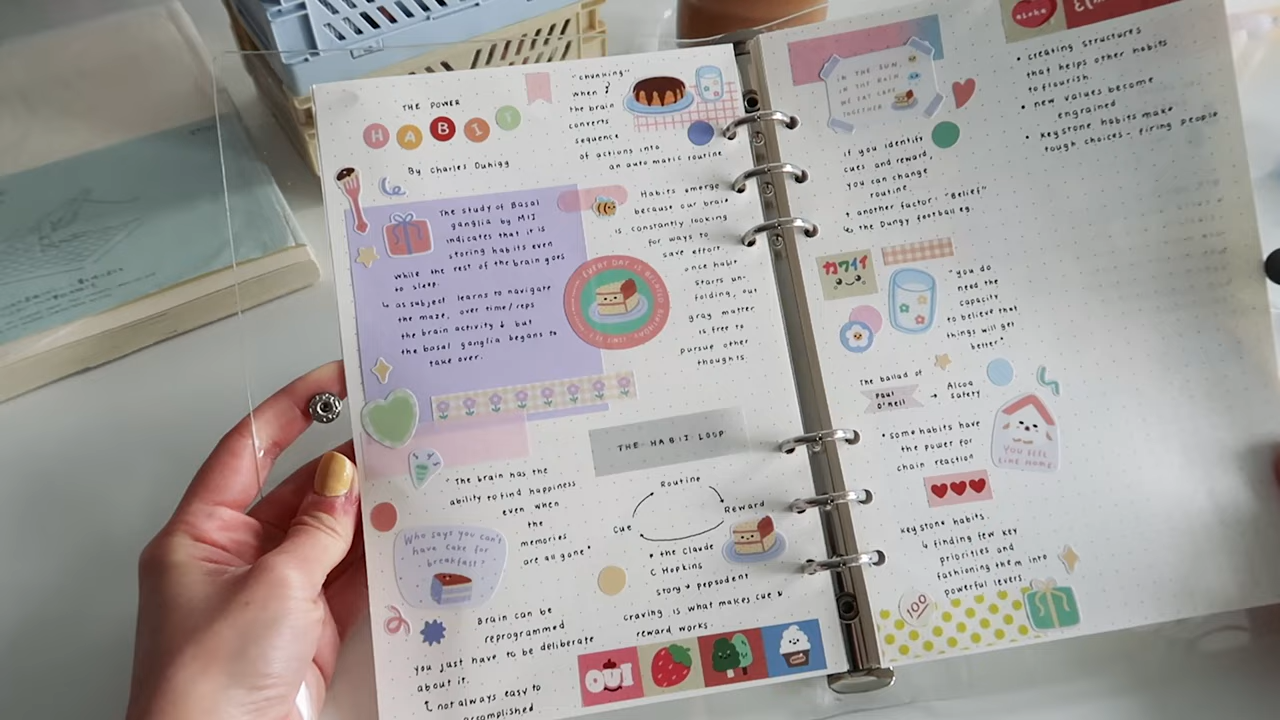 THE POWER
HABIT
By Charles Duhigg
The study of Basal
ganglia by MIT
indicates that it is
storing habits even
while the rest of the brain goes
to sleep.
↳ as subject learns to navigate
the maze, over time/reps
the brain activity ↓ but
the basal ganglia begans to
take over.
"The brain has the
ability to find happiness
even when
the
memories
are all gone"
Who says you can't
have cake for
breakfast?
Brain can be
reprogrammed
you just have to be deliberate
about it.
not always easy to
accomplished
"chunking"
when
the brain
converts
sequence
of actions into
an automatic routine
Habits emerge
because our brain
is constantly looking
for ways to
save effort.
once habit
starts un-
folding, our
gray matter
is free to
pursue other
thoughts.
EVERY DAY IS
BIRTHDAY
THE HABIT LOOP
Routine
Reward
Cue
• the Claude
C Hopkins
story → pepsodent
craving is what makes cue &
reward works.
OUI
IN THE SUN,
IN THE RAIN,
WE EAT CAKE
TOGETHER
if you identify
cues and reward,
you can change
routine.
+ another factor: "Belief"
↳ the Dungy football eg.
カワイイ
"you do
need the
capacity
to believe that
things will get
better"
The ballad of
Paul
O'neil
→ Alcoa
safety
• some habits have
the power for
chain reaction
YOU FEEL
LIKE HOME.
keystone habits.
↳ finding few key
priorities and
fashioning them into
powerful levers
100
• creating structures
that helps other habits
to flourish.
• new values become
engrained
• keystone habits make
tough choices - firing people